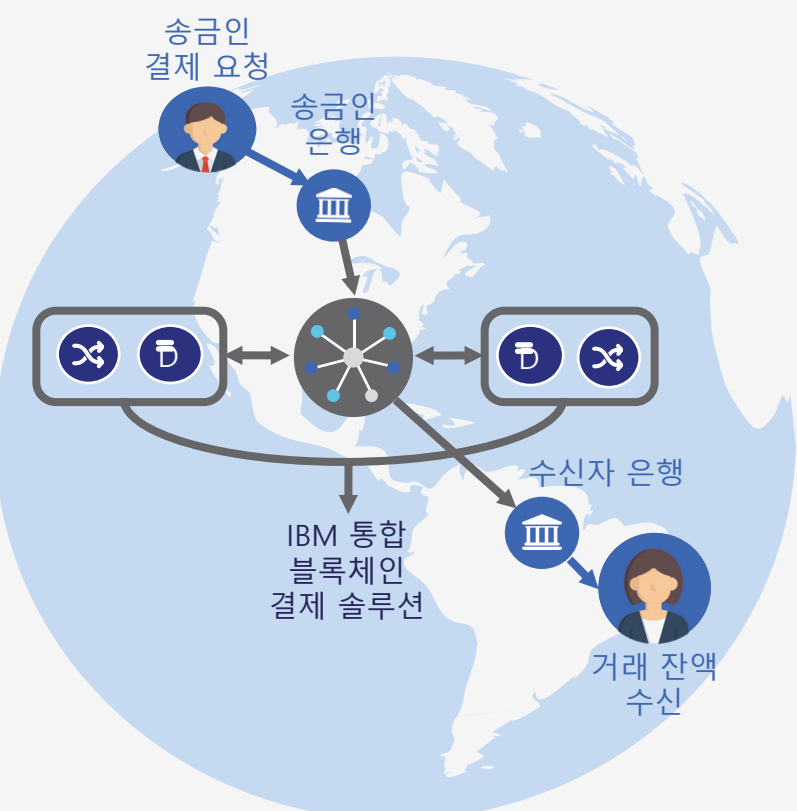 송금인
결제 요청
송금인
은행
수신자 은행
IBM 통합
블록체인
결제 솔루션
거래 잔액
수신